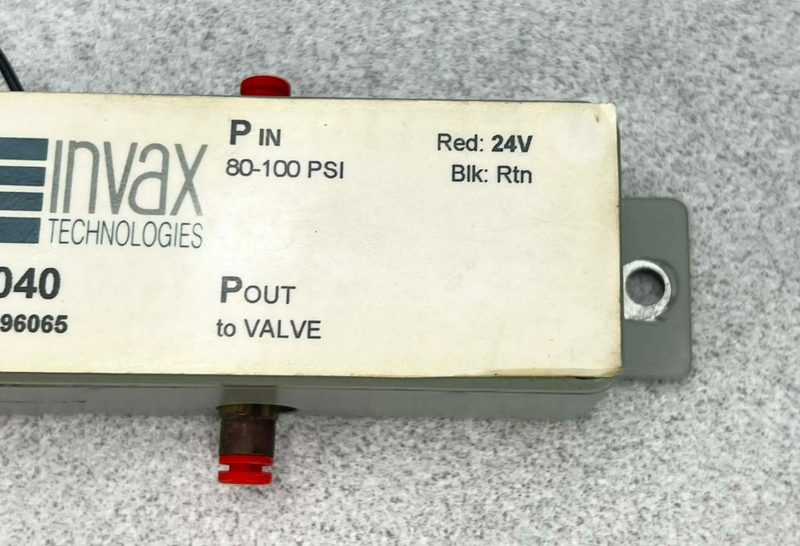 invax
TECHNOLOGIES
040
96065
P IN
80-100 PSI
POUT
to VALVE
Red: 24V
Blk: Rtn